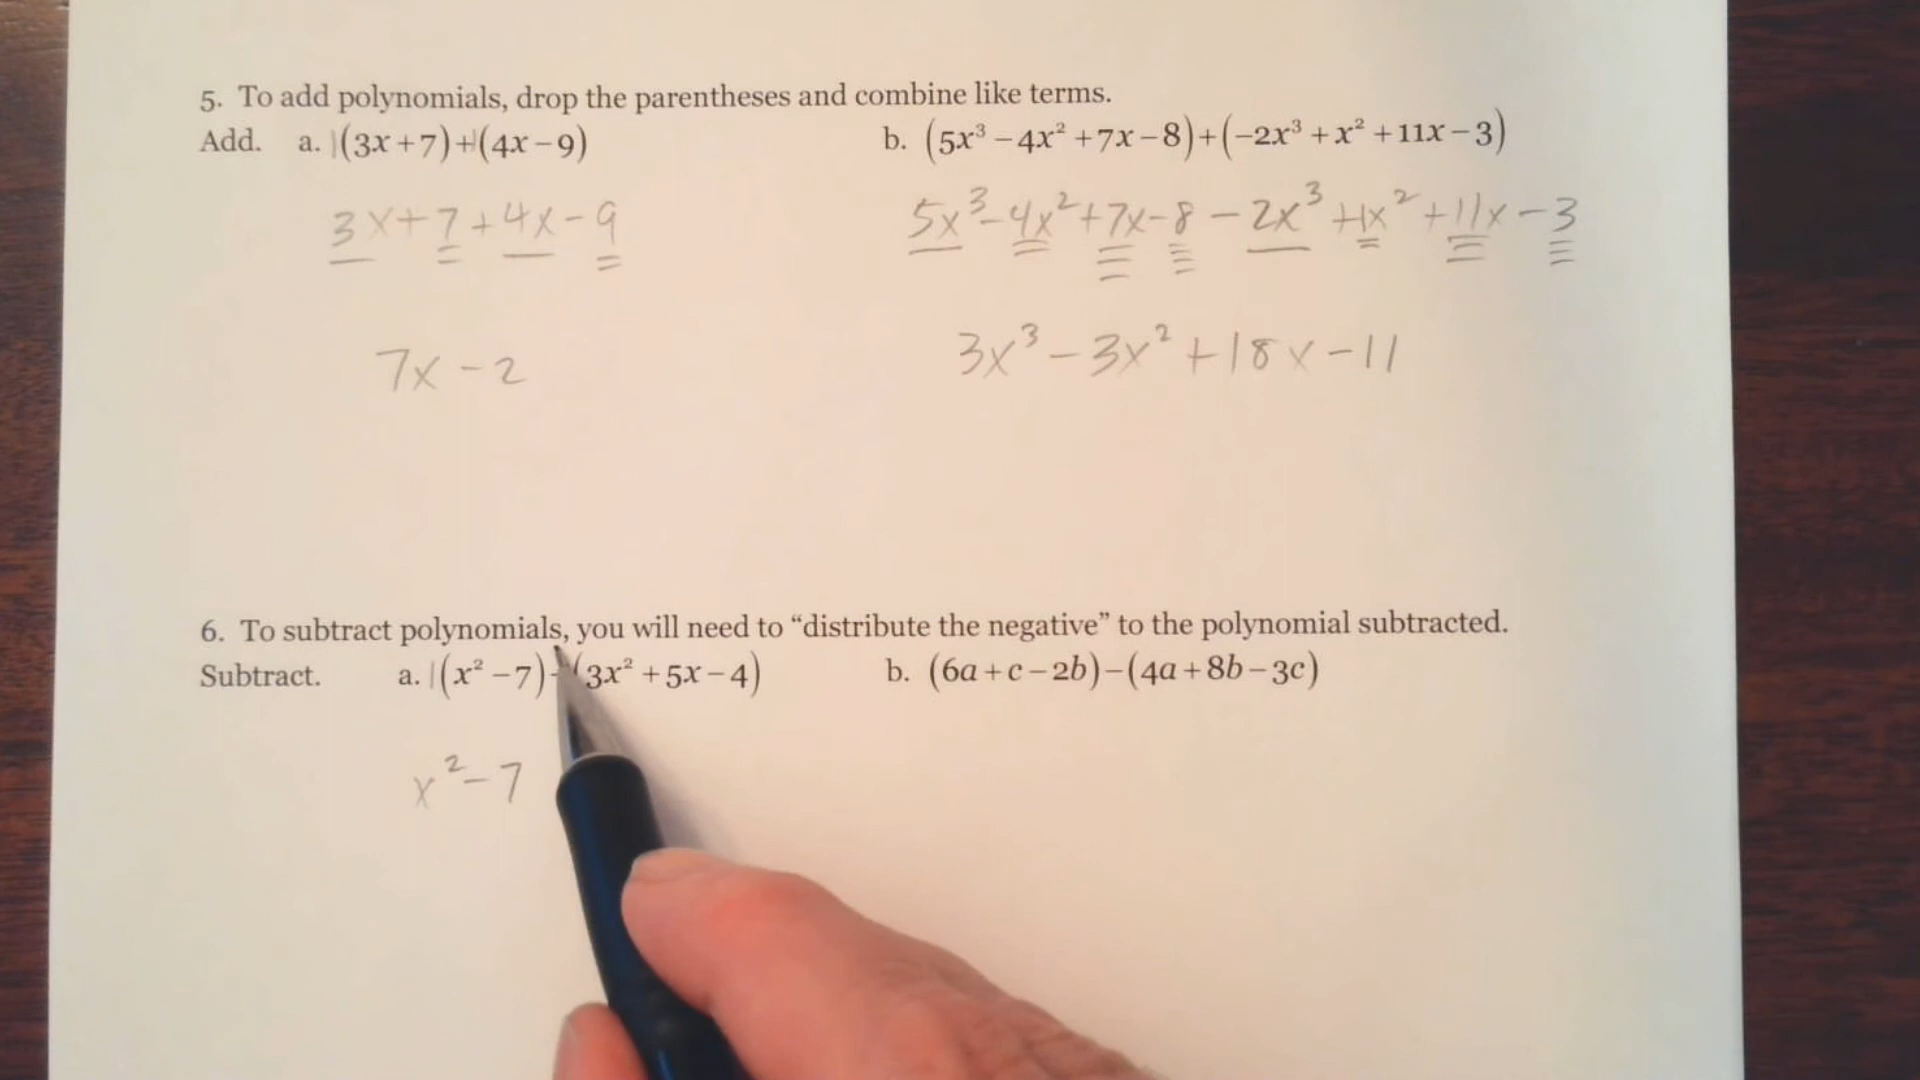 5. To add polynomials, drop the parentheses and combine like terms.
Add. a. |(3x+7)+|(4x−9) b. (5x³−4x²+7x−8)+(−2x³+x²+11x−3)
3x+7+4x−9 5x³−4x²+7x−8−2x³+1x²+11x−3
7x−2 3x³−3x²+18x−11
6. To subtract polynomials, you will need to “distribute the negative” to the polynomial subtracted.
Subtract. a. |(x²−7)-(3x²+5x−4) b. (6a+c−2b)−(4a+8b−3c)
x²−7